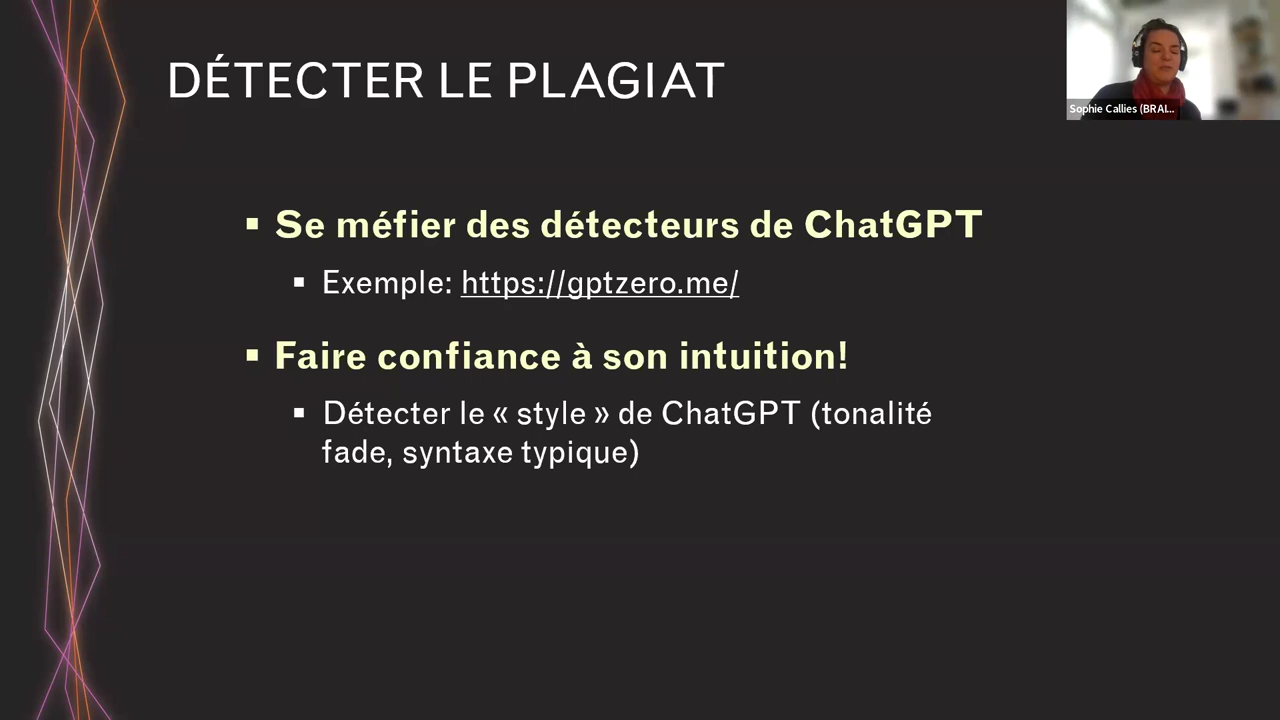 DÉTECTER LE PLAGIAT
Sophie Callies (BRAI...
Se méfier des détecteurs de ChatGPT
Exemple: https://gptzero.me/
Faire confiance à son intuition!
Détecter le « style » de ChatGPT (tonalité
fade, syntaxe typique)